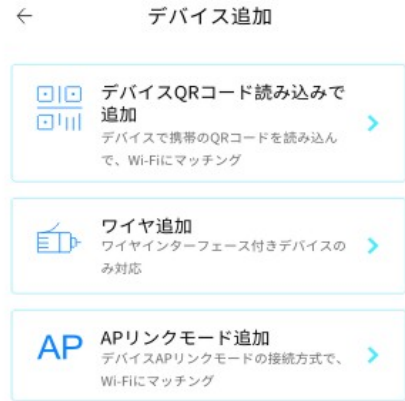 デバイス追加
デバイスQRコード読み込みで
追加
デバイスで携帯のQRコードを読み込ん
で、Wi-Fiにマッチング
ワイヤ追加
ワイヤインターフェース付きデバイスの
み対応
AP
APリンクモード追加
デバイスAPリンクモードの接続方式で、
Wi-Fiにマッチング